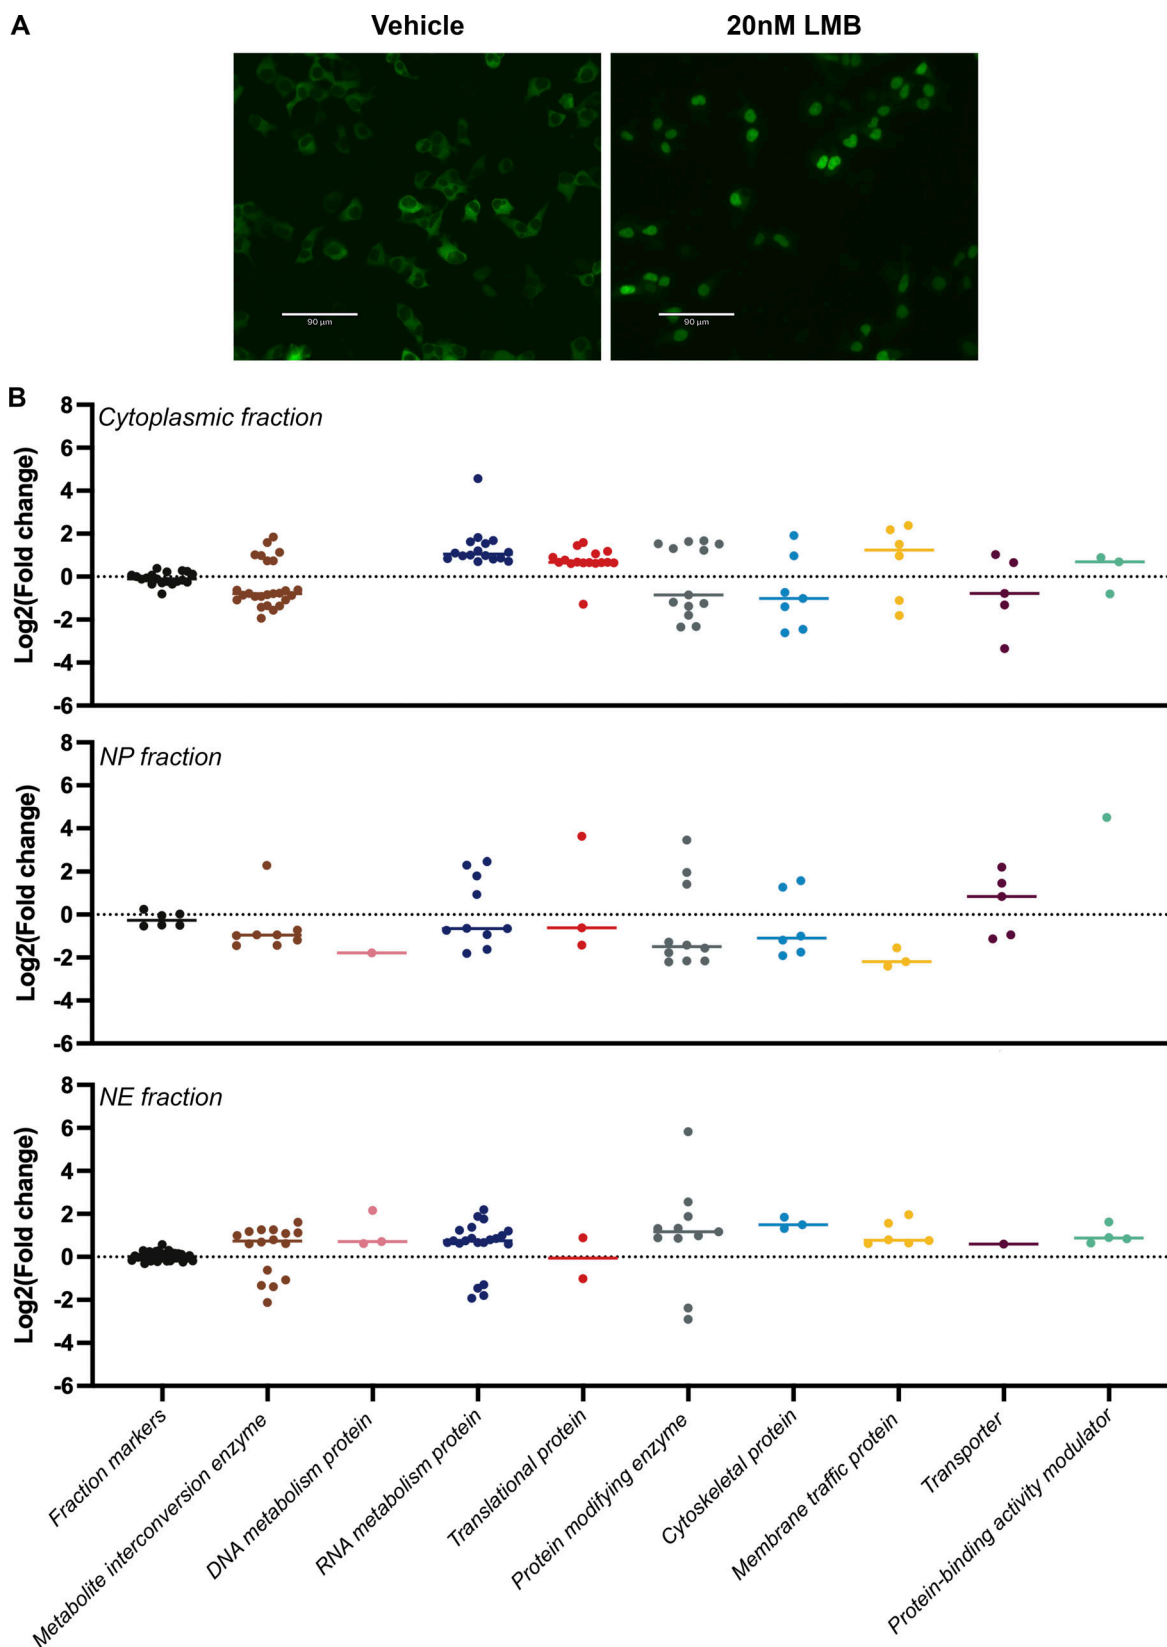 A
Vehicle
20nM LMB
90 µm
90 µm
B
Cytoplasmic fraction
Log2(Fold change)
8
6
4
2
0
-2
-4
-6
NP fraction
Log2(Fold change)
8
6
4
2
0
-2
-4
-6
NE fraction
Log2(Fold change)
8
6
4
2
0
-2
-4
-6
Fraction markers
Metabolite interconversion enzyme
DNA metabolism protein
RNA metabolism protein
Translational protein
Protein modifying enzyme
Cytoskeletal protein
Membrane traffic protein
Transporter
Protein-binding activity modulator